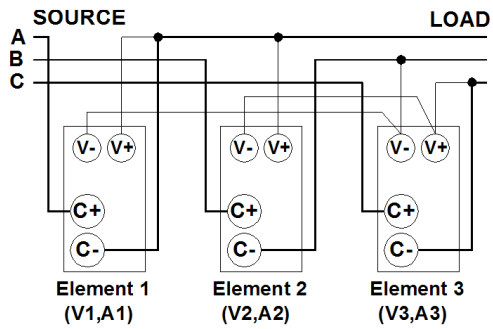 SOURCE LOAD
A
B
C
V- V+ V- V+ V- V+
C+ C+ C+
C- C- C-
Element 1 Element 2 Element 3
(V1,A1) (V2,A2) (V3,A3)